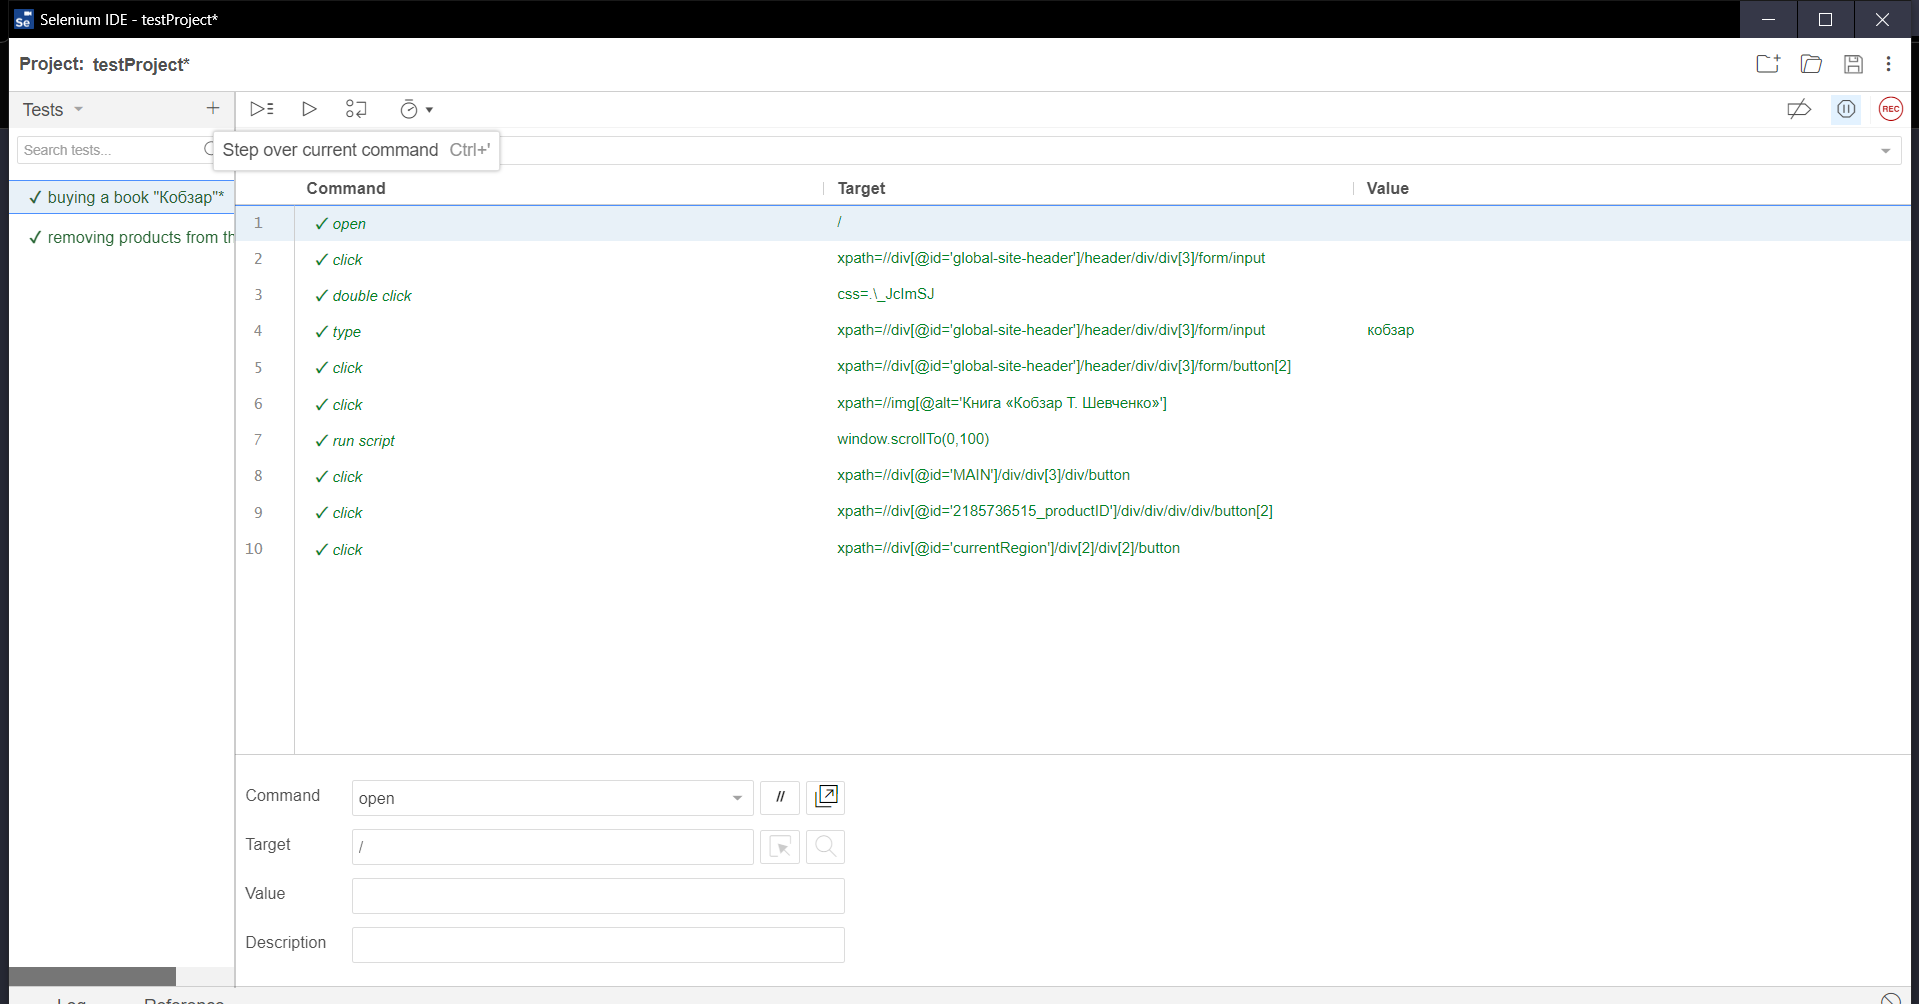 Se Selenium IDE - testProject*
Project: testProject*
Tests
REC
Search tests...
Step over current command Ctrl+'
Command Target Value
buying a book "Кобзар"*
removing products from th
1 open /
2 click xpath=//div[@id='global-site-header']/header/div/div[3]/form/input
3 double click css=.\_JcImSJ
4 type xpath=//div[@id='global-site-header']/header/div/div[3]/form/input кобзар
5 click xpath=//div[@id='global-site-header']/header/div/div[3]/form/button[2]
6 click xpath=//img[@alt='Книга «Кобзар Т. Шевченко»']
7 run script window.scrollTo(0,100)
8 click xpath=//div[@id='MAIN']/div/div[3]/div/button
9 click xpath=//div[@id='2185736515_productID']/div/div/div/div/button[2]
10 click xpath=//div[@id='currentRegion']/div[2]/div[2]/button
Command open //
Target /
Value
Description
Log Reference